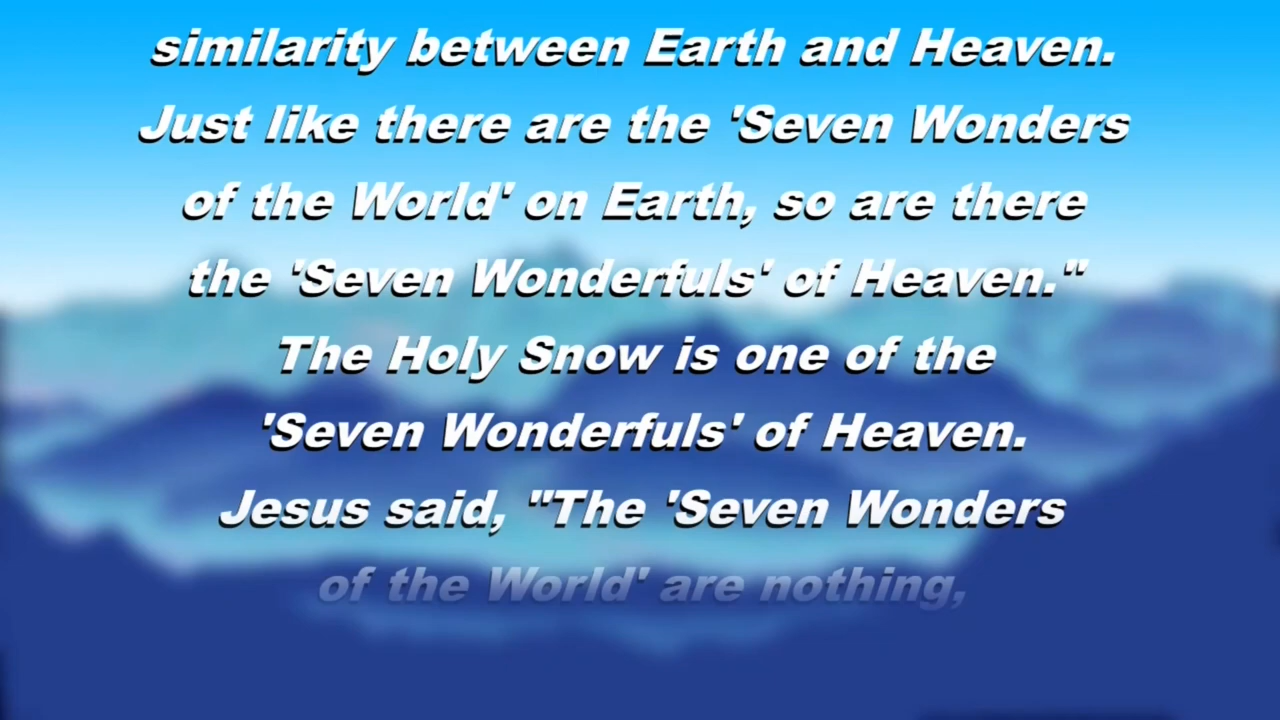 similarity between Earth and Heaven.
Just like there are the 'Seven Wonders
of the World' on Earth, so are there
the 'Seven Wonderfuls' of Heaven."
The Holy Snow is one of the
'Seven Wonderfuls' of Heaven.
Jesus said, "The 'Seven Wonders
of the World' are nothing,